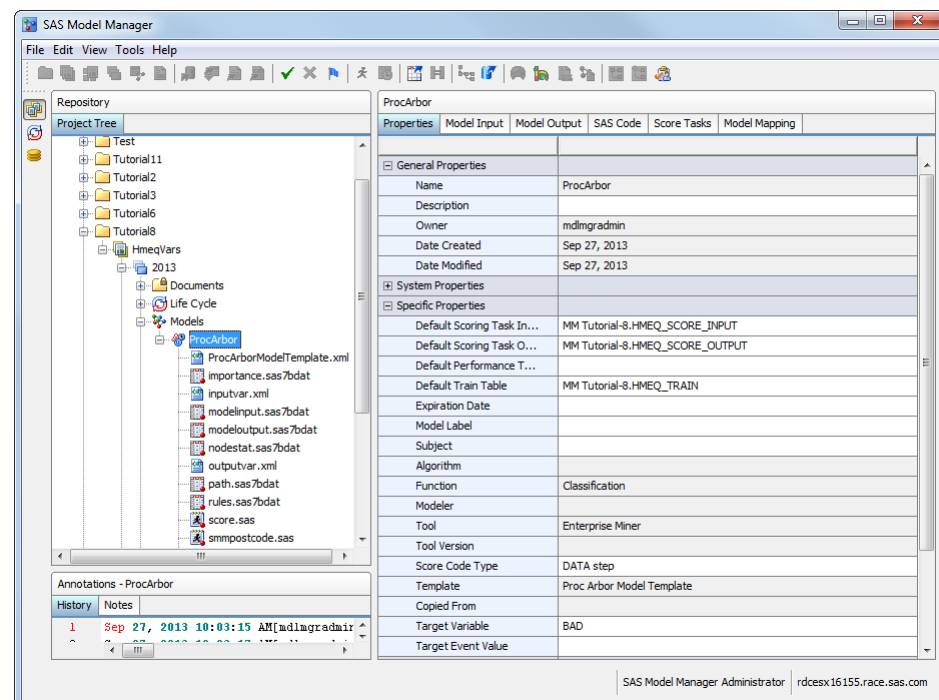 SAS Model Manager
File Edit View Tools Help
Repository
Project Tree
Test
Tutorial11
Tutorial2
Tutorial3
Tutorial6
Tutorial8
HmeqVars
2013
Documents
Life Cycle
Models
ProcArbor
ProcArborModelTemplate.xml
importance.sas7bdat
inputvar.xml
modelinput.sas7bdat
modeloutput.sas7bdat
nodestat.sas7bdat
outputvar.xml
path.sas7bdat
rules.sas7bdat
score.sas
smmpostcode.sas
Annotations - ProcArbor
History Notes
1 Sep 27, 2013 10:03:15 AM[mdlmgradmin
ProcArbor
Properties Model Input Model Output SAS Code Score Tasks Model Mapping
General Properties
Name ProcArbor
Description
Owner mdlmgradmin
Date Created Sep 27, 2013
Date Modified Sep 27, 2013
System Properties
Specific Properties
Default Scoring Task In... MM Tutorial-8.HMEQ_SCORE_INPUT
Default Scoring Task O... MM Tutorial-8.HMEQ_SCORE_OUTPUT
Default Performance T...
Default Train Table MM Tutorial-8.HMEQ_TRAIN
Expiration Date
Model Label
Subject
Algorithm
Function Classification
Modeler
Tool Enterprise Miner
Tool Version
Score Code Type DATA step
Template Proc Arbor Model Template
Copied From
Target Variable BAD
Target Event Value
SAS Model Manager Administrator rdcesx16155.race.sas.com